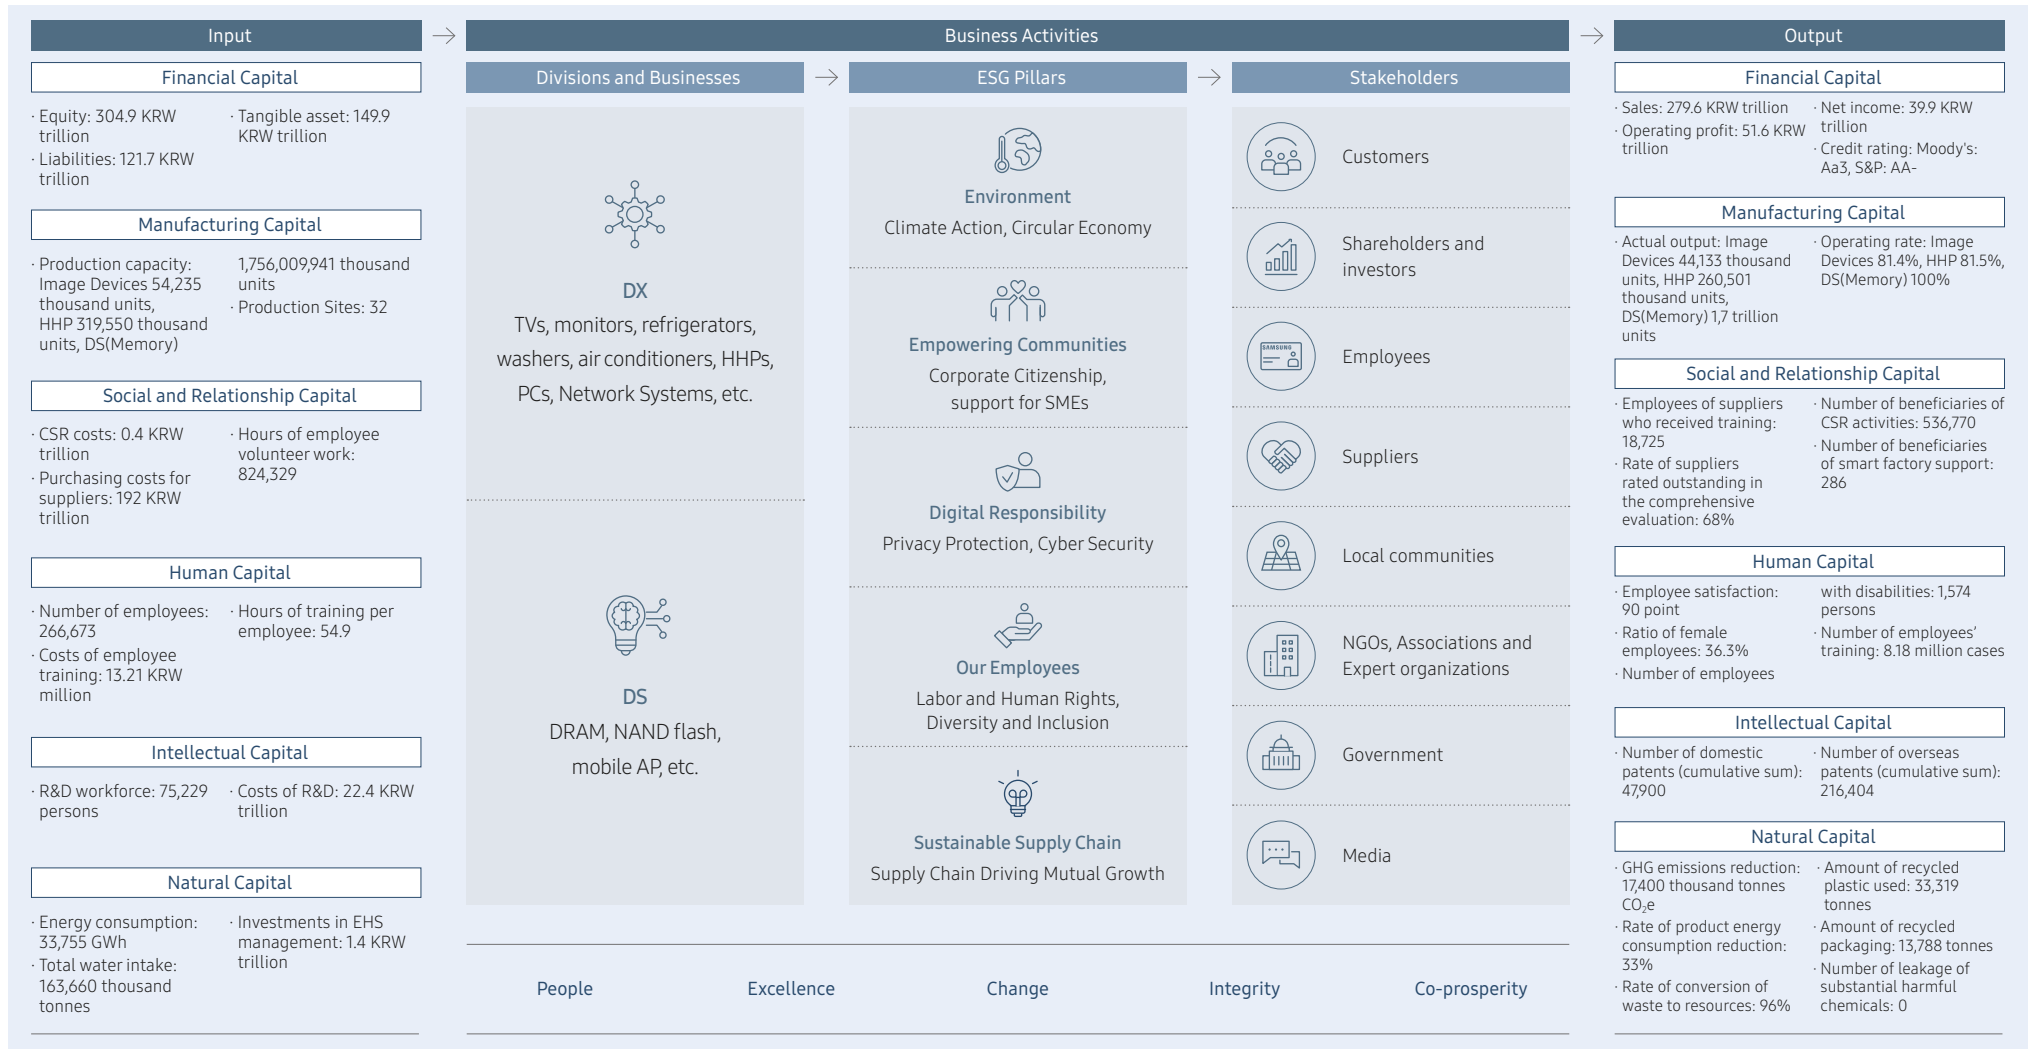 Input
Financial Capital
· Equity: 304.9 KRW
trillion
· Liabilities: 121.7 KRW
trillion
· Tangible asset: 149.9
KRW trillion
Manufacturing Capital
· Production capacity:
Image Devices 54,235
thousand units,
HHP 319,550 thousand
units, DS(Memory)
1,756,009,941 thousand
units
· Production Sites: 32
Social and Relationship Capital
· CSR costs: 0.4 KRW
trillion
· Purchasing costs for
suppliers: 192 KRW
trillion
· Hours of employee
volunteer work:
824,329
Human Capital
· Number of employees:
266,673
· Costs of employee
training: 13.21 KRW
million
· Hours of training per
employee: 54.9
Intellectual Capital
· R&D workforce: 75,229
persons
· Costs of R&D: 22.4 KRW
trillion
Natural Capital
· Energy consumption:
33,755 GWh
· Total water intake:
163,660 thousand
tonnes
· Investments in EHS
management: 1.4 KRW
trillion
Business Activities
Divisions and Businesses
DX
TVs, monitors, refrigerators,
washers, air conditioners, HHPs,
PCs, Network Systems, etc.
DS
DRAM, NAND flash,
mobile AP, etc.
ESG Pillars
Environment
Climate Action, Circular Economy
Empowering Communities
Corporate Citizenship,
support for SMEs
Digital Responsibility
Privacy Protection, Cyber Security
Our Employees
Labor and Human Rights,
Diversity and Inclusion
Sustainable Supply Chain
Supply Chain Driving Mutual Growth
Stakeholders
Customers
Shareholders and
investors
SAMSUNG
Employees
Suppliers
Local communities
NGOs, Associations and
Expert organizations
Government
Media
People
Excellence
Change
Integrity
Co-prosperity
Output
Financial Capital
· Sales: 279.6 KRW trillion
· Operating profit: 51.6 KRW
trillion
· Net income: 39.9 KRW
trillion
· Credit rating: Moody's:
Aa3, S&P: AA-
Manufacturing Capital
· Actual output: Image
Devices 44,133 thousand
units, HHP 260,501
thousand units,
DS(Memory) 1,7 trillion
units
· Operating rate: Image
Devices 81.4%, HHP 81.5%,
DS(Memory) 100%
Social and Relationship Capital
· Employees of suppliers
who received training:
18,725
· Rate of suppliers
rated outstanding in
the comprehensive
evaluation: 68%
· Number of beneficiaries of
CSR activities: 536,770
· Number of beneficiaries
of smart factory support:
286
Human Capital
· Employee satisfaction:
90 point
· Ratio of female
employees: 36.3%
· Number of employees
with disabilities: 1,574
persons
· Number of employees’
training: 8.18 million cases
Intellectual Capital
· Number of domestic
patents (cumulative sum):
47,900
· Number of overseas
patents (cumulative sum):
216,404
Natural Capital
· GHG emissions reduction:
17,400 thousand tonnes
CO₂e
· Rate of product energy
consumption reduction:
33%
· Rate of conversion of
waste to resources: 96%
· Amount of recycled
plastic used: 33,319
tonnes
· Amount of recycled
packaging: 13,788 tonnes
· Number of leakage of
substantial harmful
chemicals: 0